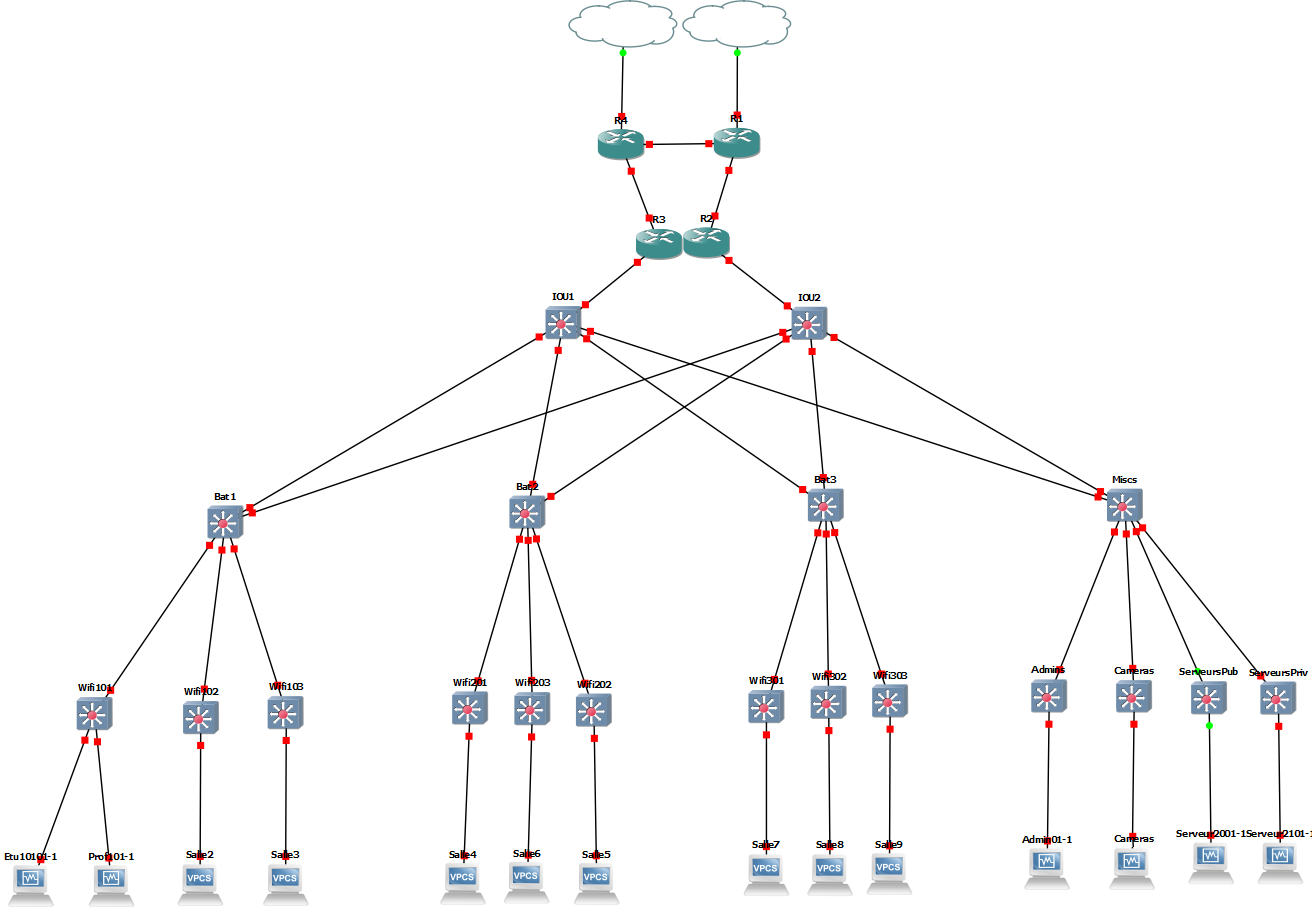 R4
R1
R3
R2
IOU1
IOU2
Bat1
Bat2
Bat3
Miscs
Wifi101
Wifi102
Wifi103
Wifi201
Wifi203
Wifi202
Wifi301
Wifi302
Wifi303
Admins
Cameras
ServeursPub
ServeursPriv
Etu10101-1
Prof101-1
Salle2
Salle3
Salle4
Salle6
Salle5
Salle7
Salle8
Salle9
Admin01-1
Cameras
Serveur2001-1
Serveur2101-1
VPCS
VPCS
VPCS
VPCS
VPCS
VPCS
VPCS
VPCS